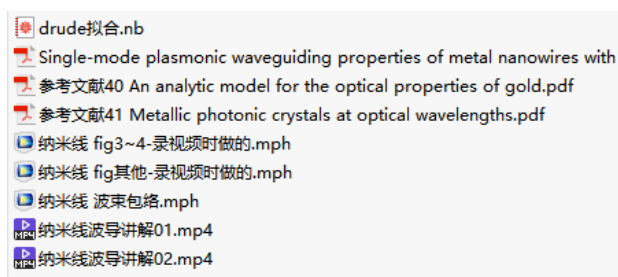 drude拟合.nb
Single-mode plasmonic waveguiding properties of metal nanowires with
参考文献40 An analytic model for the optical properties of gold.pdf
参考文献41 Metallic photonic crystals at optical wavelengths.pdf
纳米线 fig3~4-录视频时做的.mph
纳米线 fig其他-录视频时做的.mph
纳米线 波束包络.mph
MP4 纳米线波导讲解01.mp4
MP4 纳米线波导讲解02.mp4